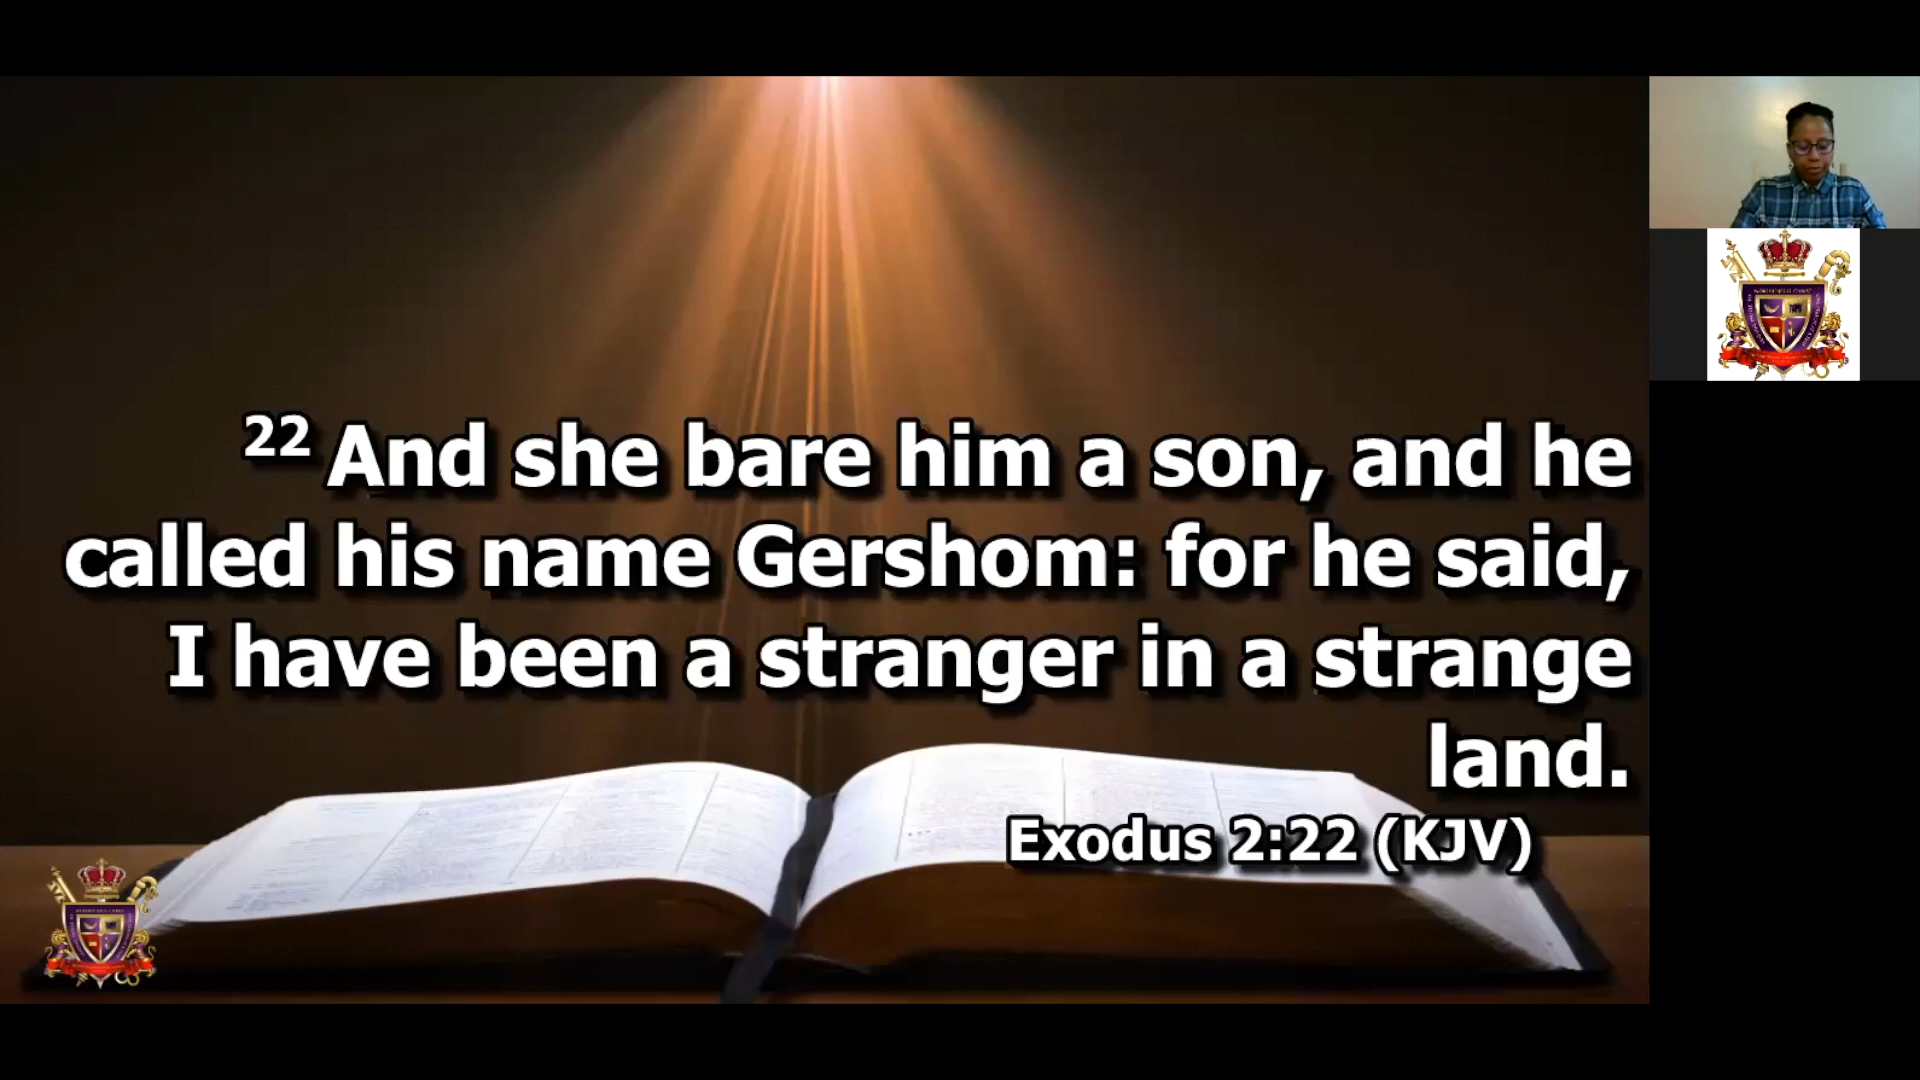 22 And she bare him a son, and he
called his name Gershom: for he said,
I have been a stranger in a strange
land.
Exodus 2:22 (KJV)